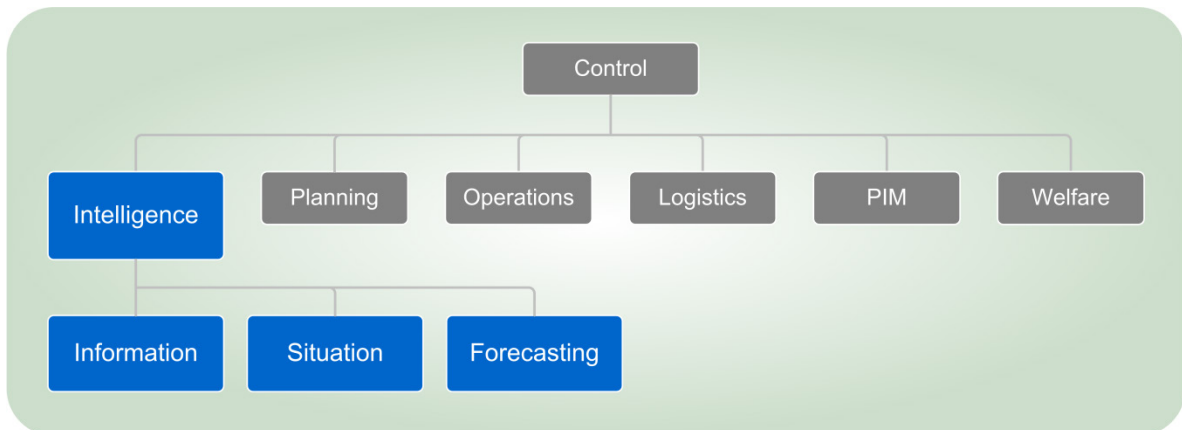 Control
Intelligence
Planning
Operations
Logistics
PIM
Welfare
Information
Situation
Forecasting